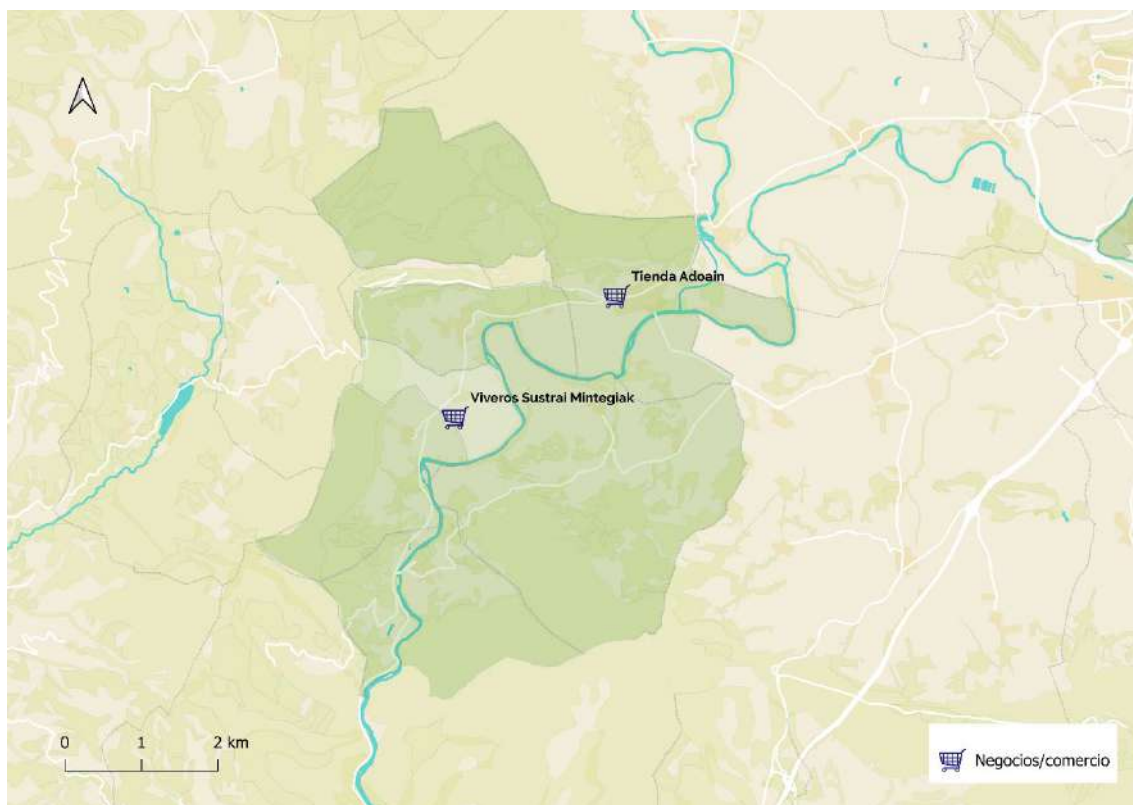 Tienda Adoain
Viveros Sustrai Mintegiak
0 1 2 km
Negocios/comercio